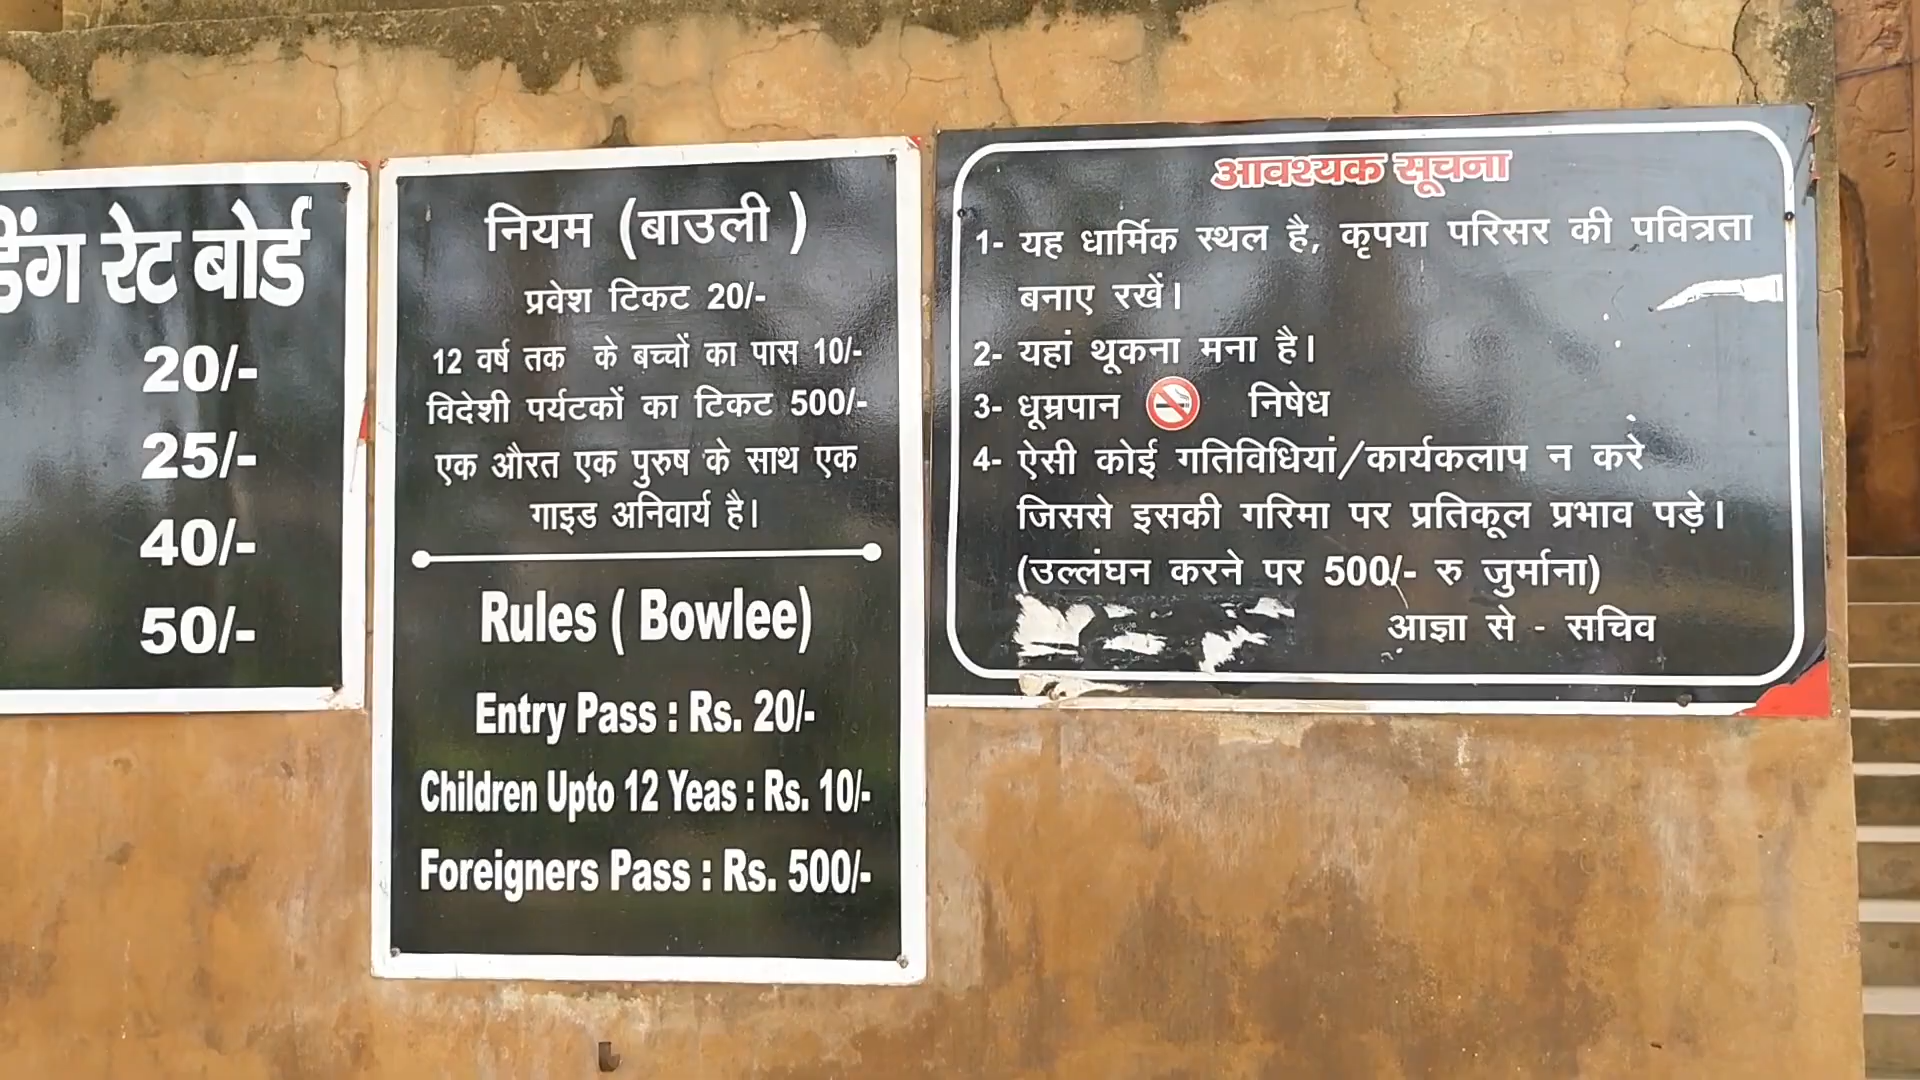 रेट बोर्ड
20/-
25/-
40/-
50/-
नियम (बाउली )
प्रवेश टिकट 20/-
12 वर्ष तक के बच्चों का पास 10/-
विदेशी पर्यटकों का टिकट 500/-
एक औरत एक पुरुष के साथ एक
गाइड अनिवार्य है।
Rules ( Bowlee)
Entry Pass : Rs. 20/-
Children Upto 12 Yeas : Rs. 10/-
Foreigners Pass : Rs. 500/-
आवश्यक सूचना
1- यह धार्मिक स्थल है, कृपया परिसर की पवित्रता
बनाए रखें।
2- यहां थूकना मना है।
3- धूम्रपान निषेध
4- ऐसी कोई गतिविधियां/कार्यकलाप न करे
जिससे इसकी गरिमा पर प्रतिकूल प्रभाव पड़े।
(उल्लंघन करने पर 500/- रु जुर्माना)
आज्ञा से - सचिव